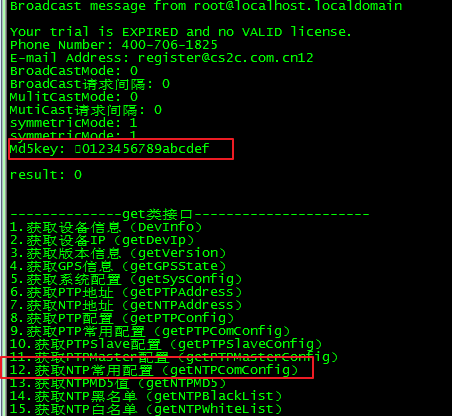 Broadcast message from root@localhost.localdomain
Your trial is EXPIRED and no VALID license.
Phone Number: 400-706-1825
E-mail Address: register@cs2c.com.cn12
BroadCastMode: 0
BroadCast请求间隔: 0
MulitCastMode: 0
MutiCast请求间隔: 0
symmetricMode: 1
symmetricMode: 1
Md5key: 0123456789abcdef
result: 0
---------------get类接口-----------------------
1.获取设备信息 (DevInfo)
2.获取设备IP (getDevIp)
3.获取版本信息 (getVersion)
4.获取GPS信息 (getGPSState)
5.获取系统配置 (getSysConfig)
6.获取PTP地址 (getPTPAddress)
7.获取NTP地址 (getNTPAddress)
8.获取PTP配置 (getPTPConfig)
9.获取PTP常用配置 (getPTPComConfig)
10.获取PTPSlave配置 (getPTPSlaveConfig)
11.获取PTPMaster配置 (getPTPMasterConfig)
12.获取NTP常用配置 (getNTPComConfig)
13.获取NTPMD5值 (getNTPMD5)
14.获取NTP黑名单 (getNTPBlackList)
15.获取NTP白名单 (getNTPWhiteList)